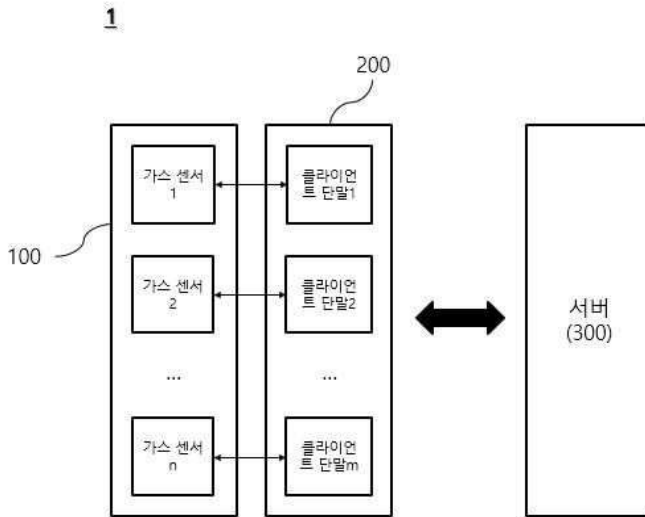 1
200
100
가스 센서
1
클라이언
트 단말1
가스 센서
2
클라이언
트 단말2
서버
(300)
...
...
가스 센서
n
클라이언
트 단말m